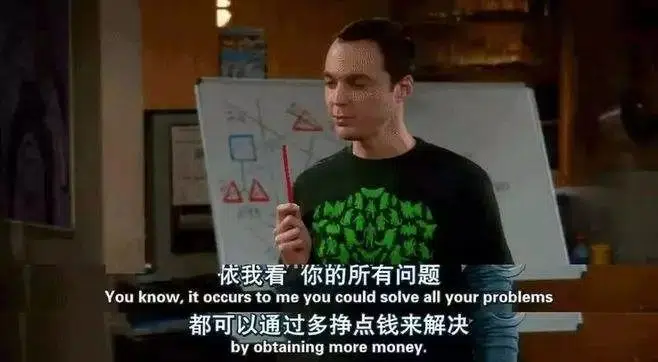 依我看 你的所有问题
You know, it occurs to me you could solve all your problems
都可以通过多挣点钱来解决
by obtaining more money.